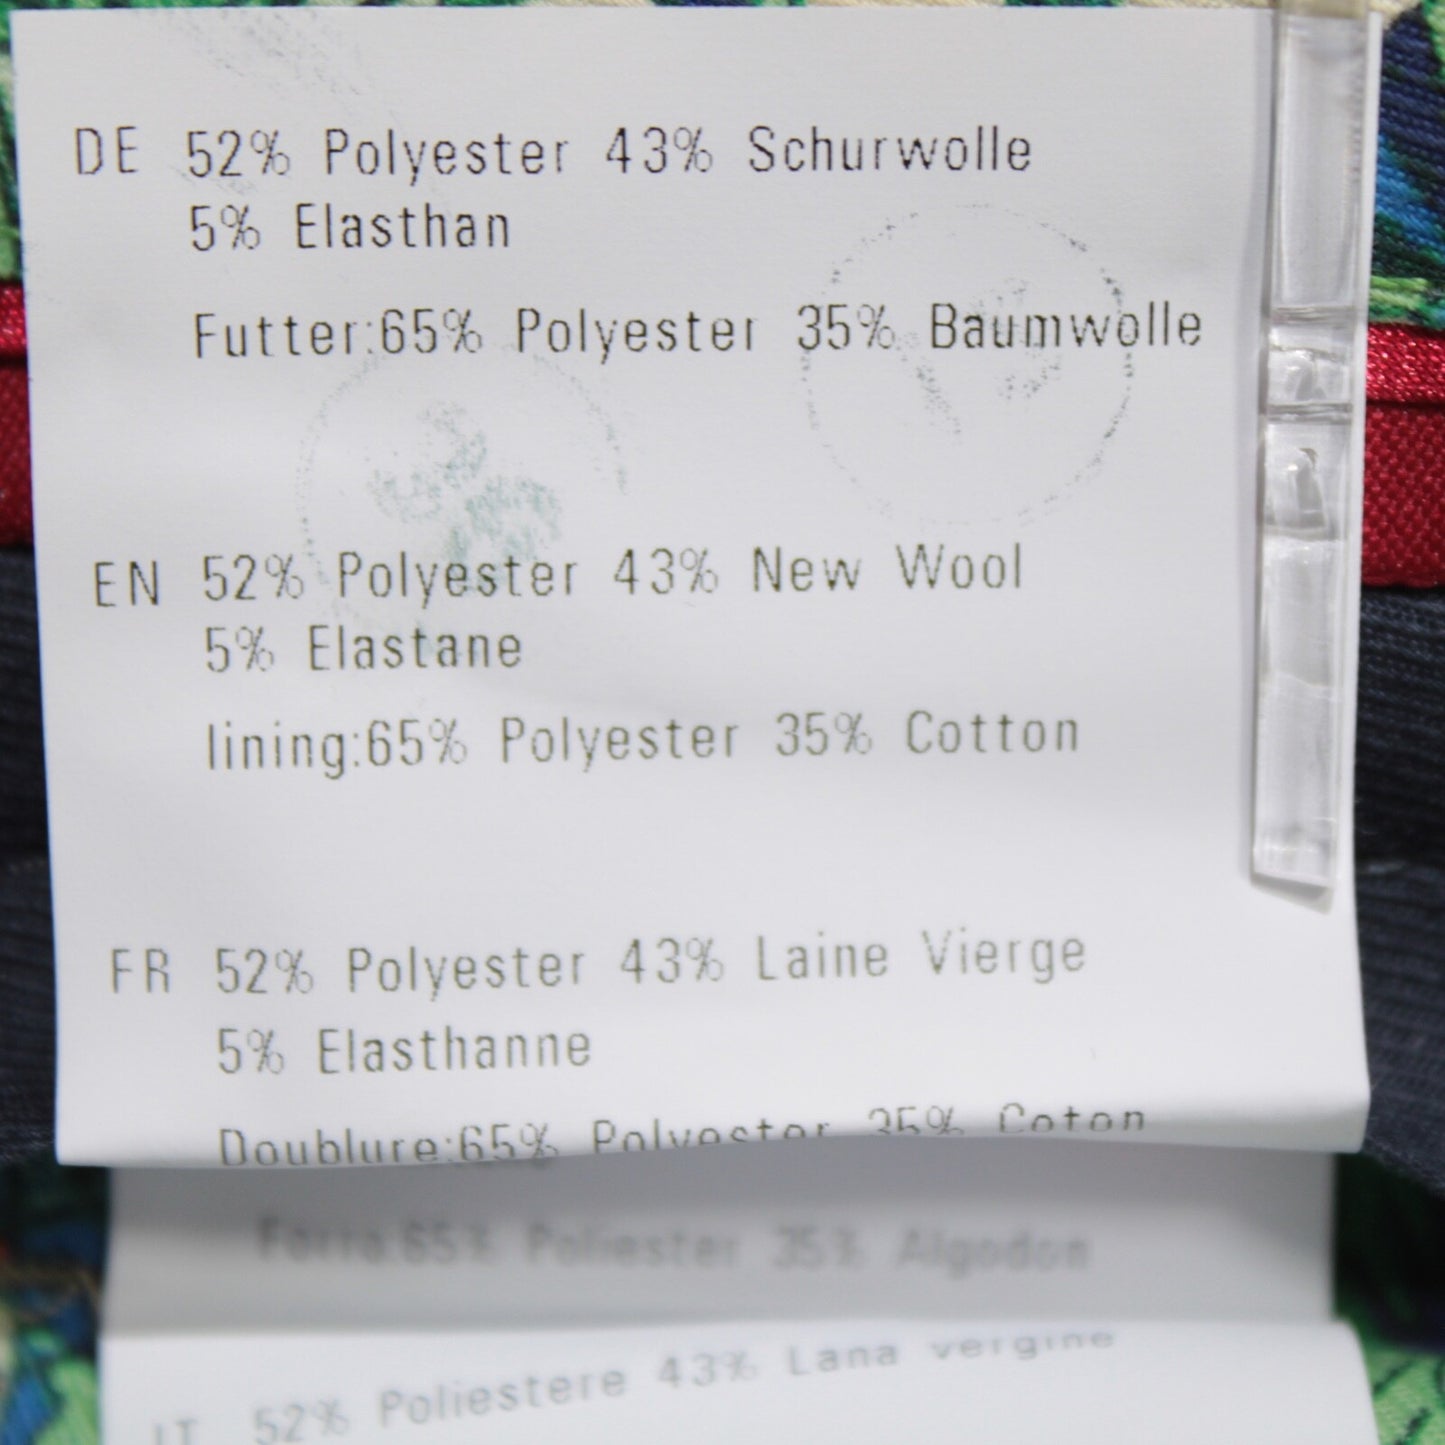 DE 52% Polyester 43% Schurwolle
5% Elasthan
Futter:65% Polyester 35% Baumwolle
EN 52% Polyester 43% New Wool
5% Elastane
lining:65% Polyester 35% Cotton
FR 52% Polyester 43% Laine Vierge
5% Elasthanne
Doublure:65% Polyester 35% Coton
Forro:65% Poliester 35% Algodon
IT 52% Poliestere 43% Lana vergine